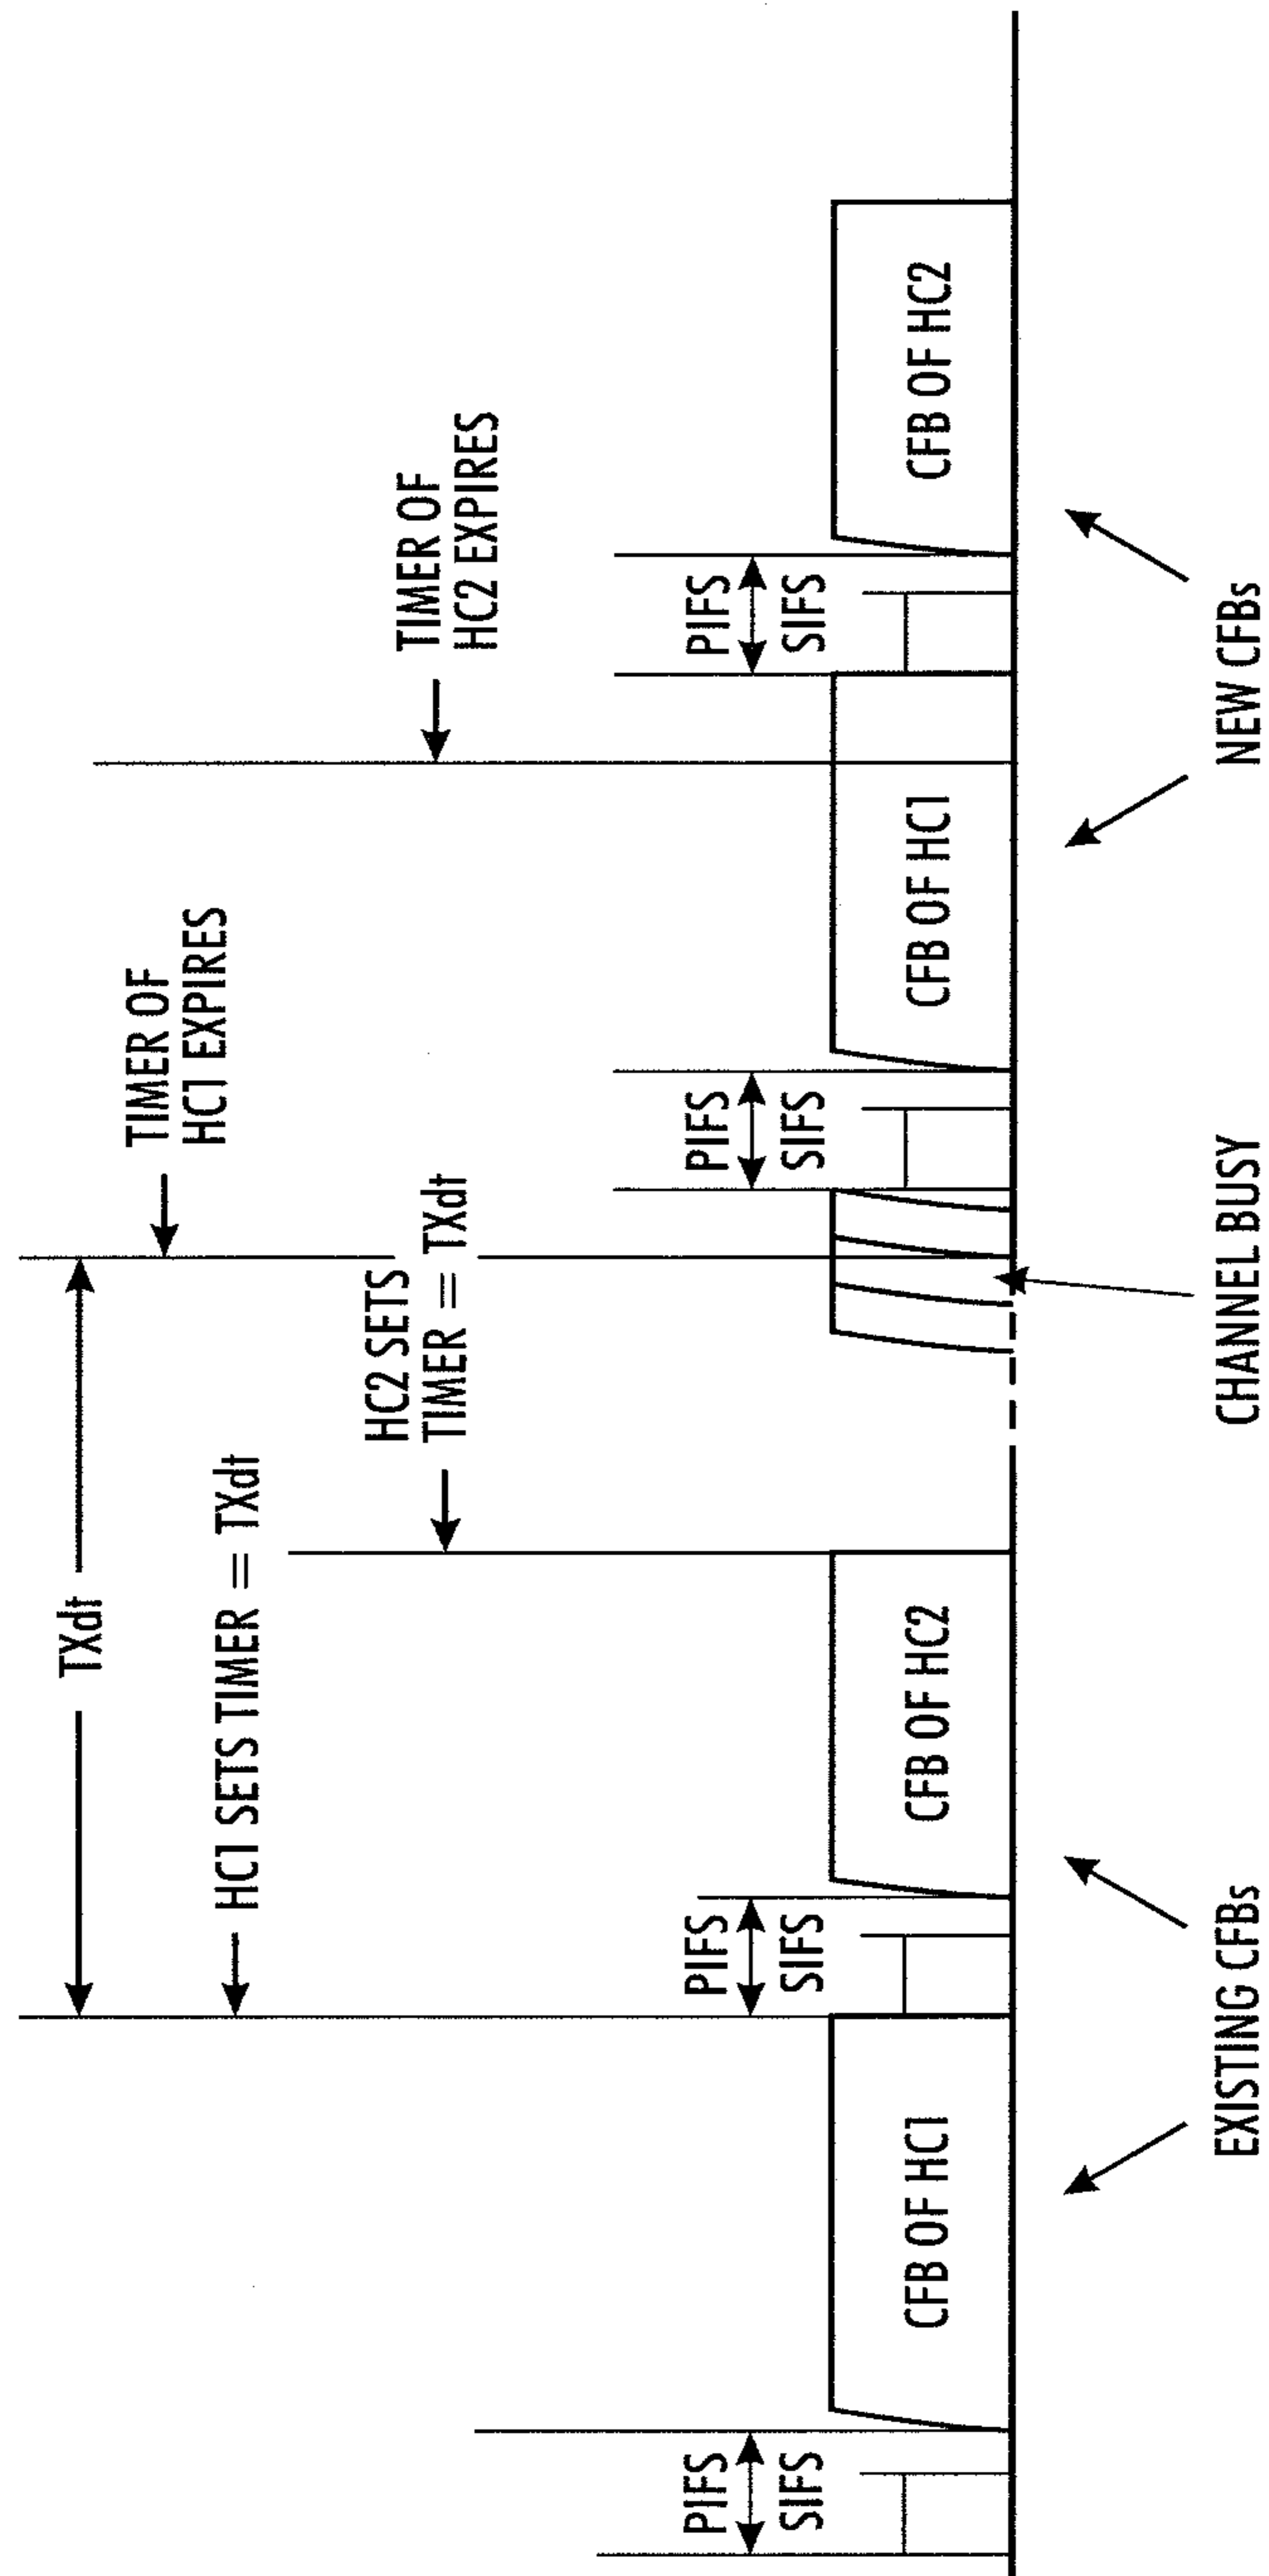 TXdt
TIMER OF
HC1 EXPIRES
HC1 SETS TIMER = TXdt
HC2 SETS
TIMER = TXdt
TIMER OF
HC2 EXPIRES
PIFS
SIFS
PIFS
SIFS
PIFS
SIFS
PIFS
SIFS
CFB OF HC1
CFB OF HC2
CFB OF HC1
CFB OF HC2
EXISTING CFBs
CHANNEL BUSY
NEW CFBs